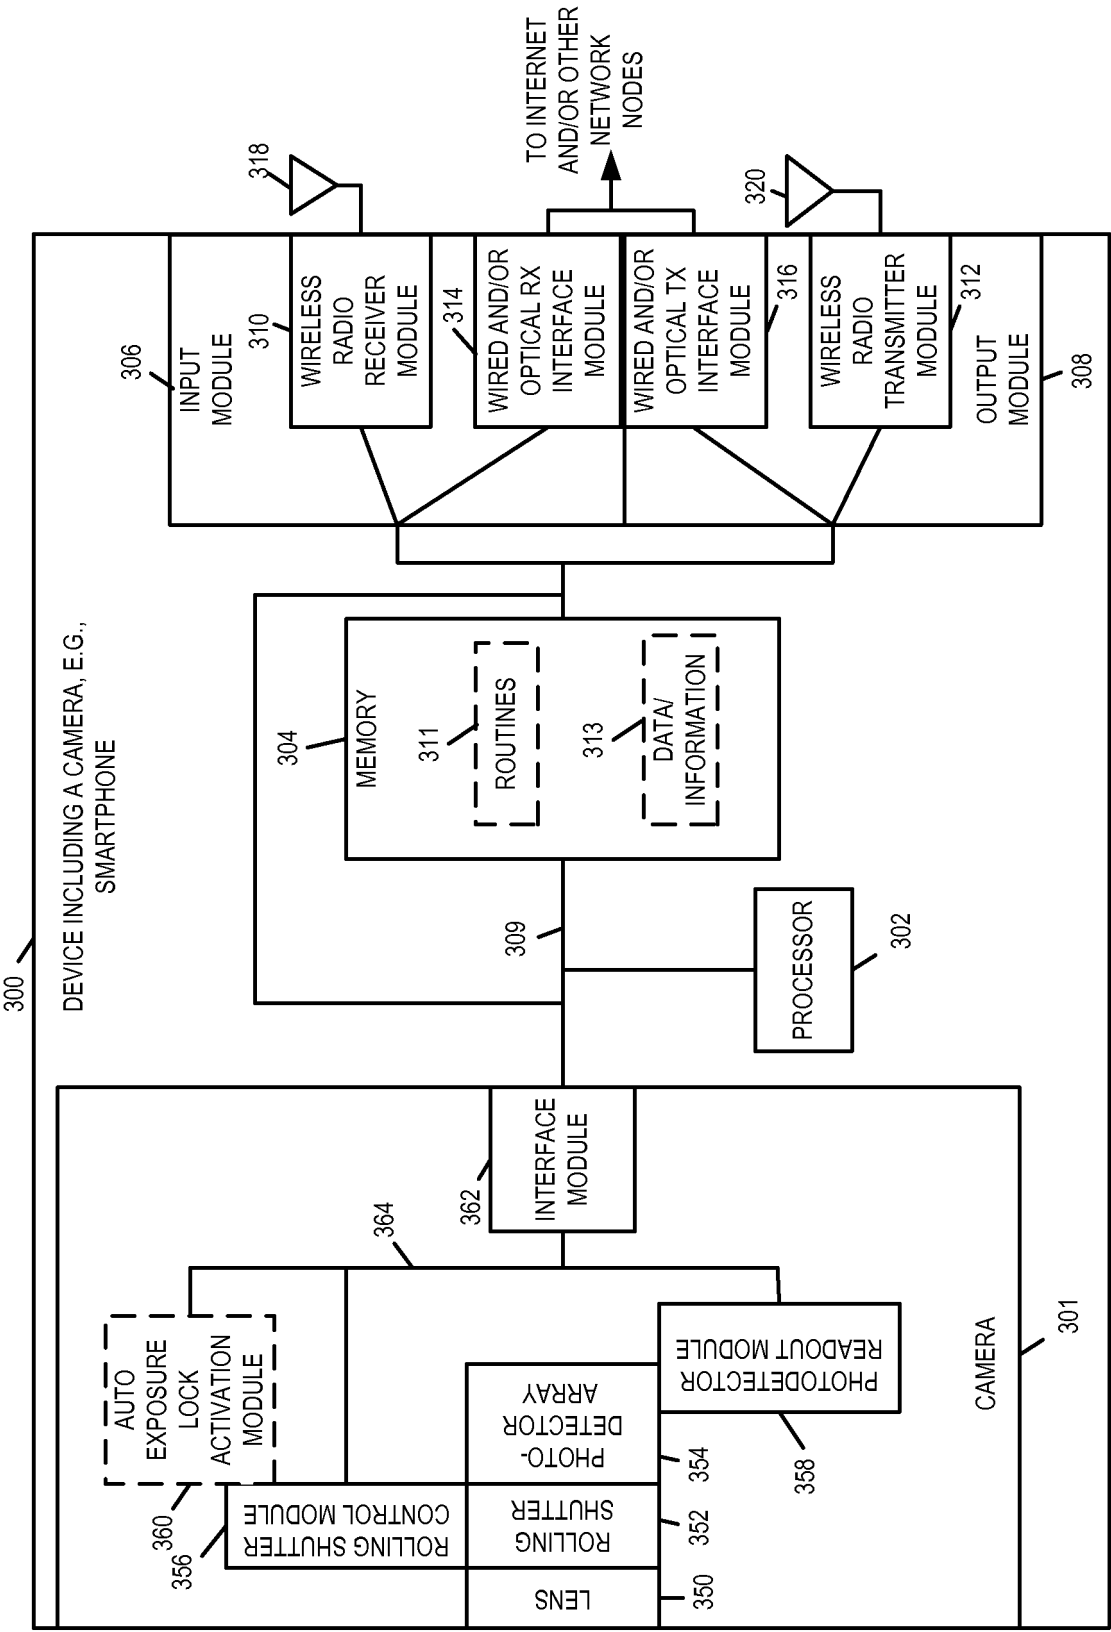 300
DEVICE INCLUDING A CAMERA, E.G.,
SMARTPHONE
360
AUTO
EXPOSURE
LOCK
ACTIVATION
MODULE
356
ROLLING SHUTTER
CONTROL MODULE
LENS
350
ROLLING
SHUTTER
352
PHOTO-
DETECTOR
ARRAY
354
PHOTODETECTOR
READOUT MODULE
358
364
362
INTERFACE
MODULE
CAMERA
301
309
PROCESSOR
302
304
MEMORY
311
ROUTINES
313
DATA/
INFORMATION
306
INPUT
MODULE
310
WIRELESS
RADIO
RECEIVER
MODULE
318
314
WIRED AND/OR
OPTICAL RX
INTERFACE
MODULE
WIRED AND/OR
OPTICAL TX
INTERFACE
MODULE
316
WIRELESS
RADIO
TRANSMITTER
MODULE
312
320
OUTPUT
MODULE
308
TO INTERNET
AND/OR OTHER
NETWORK
NODES